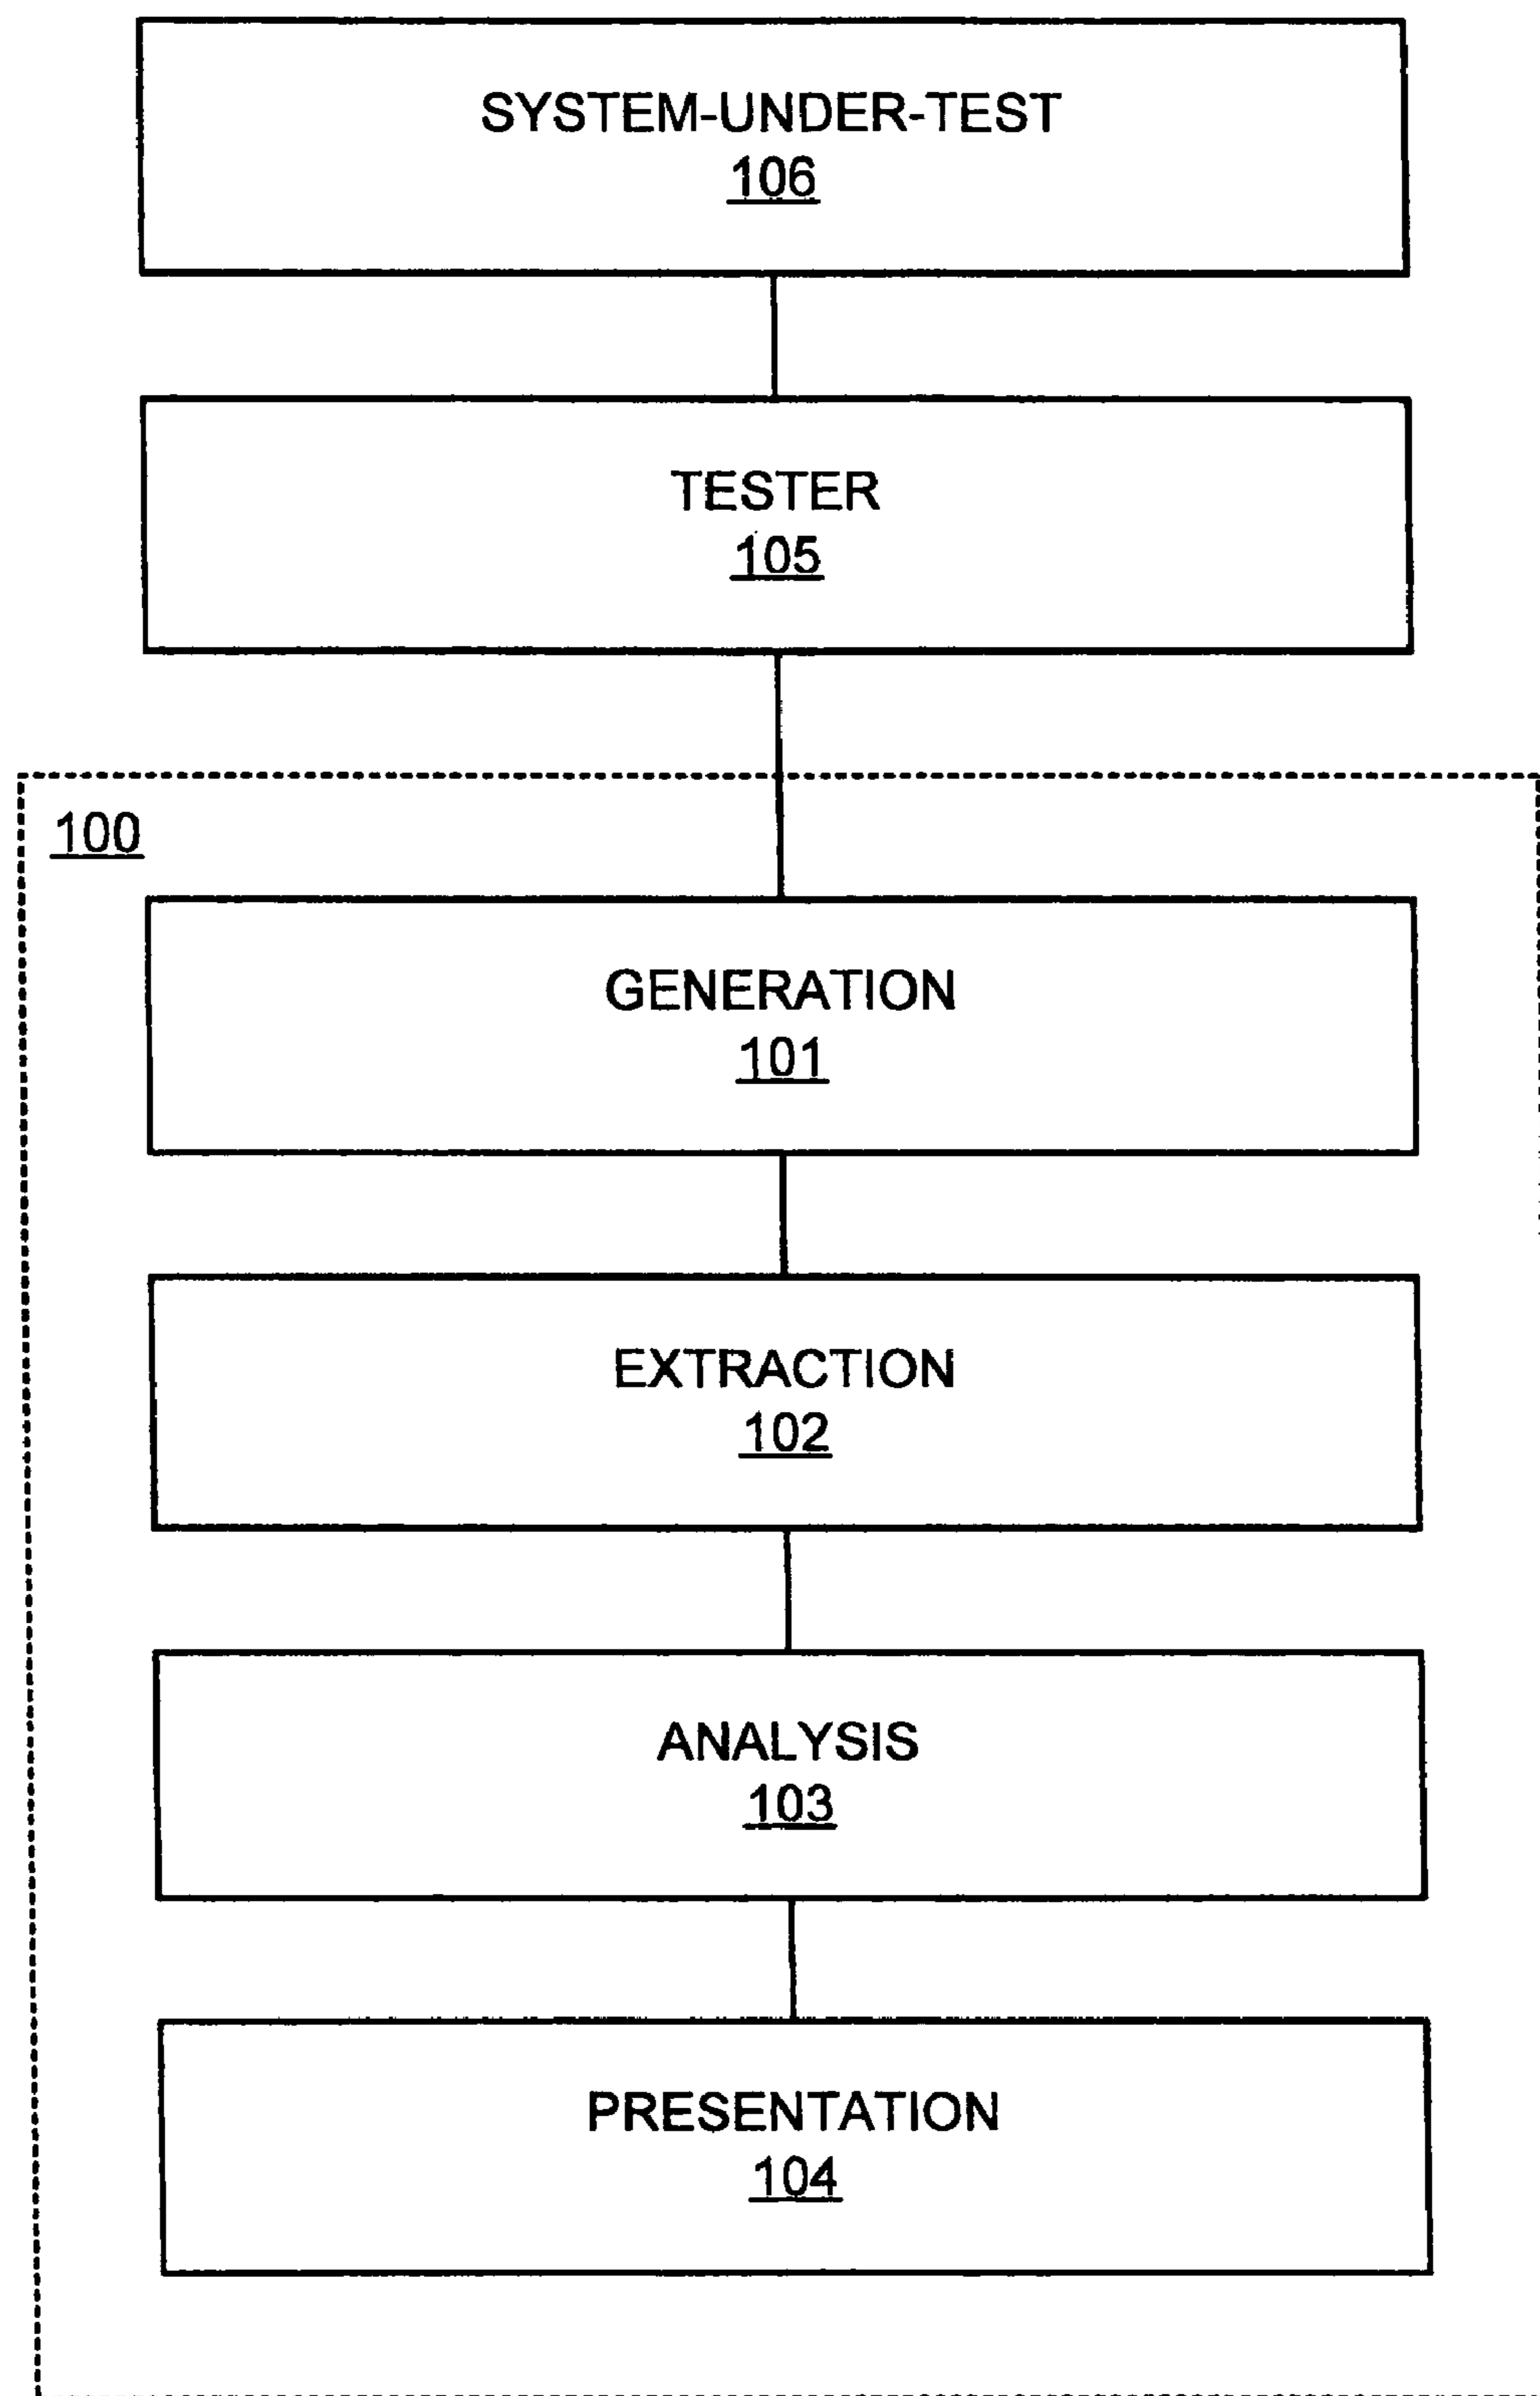 SYSTEM-UNDER-TEST
106
TESTER
105
100
GENERATION
101
EXTRACTION
102
ANALYSIS
103
PRESENTATION
104